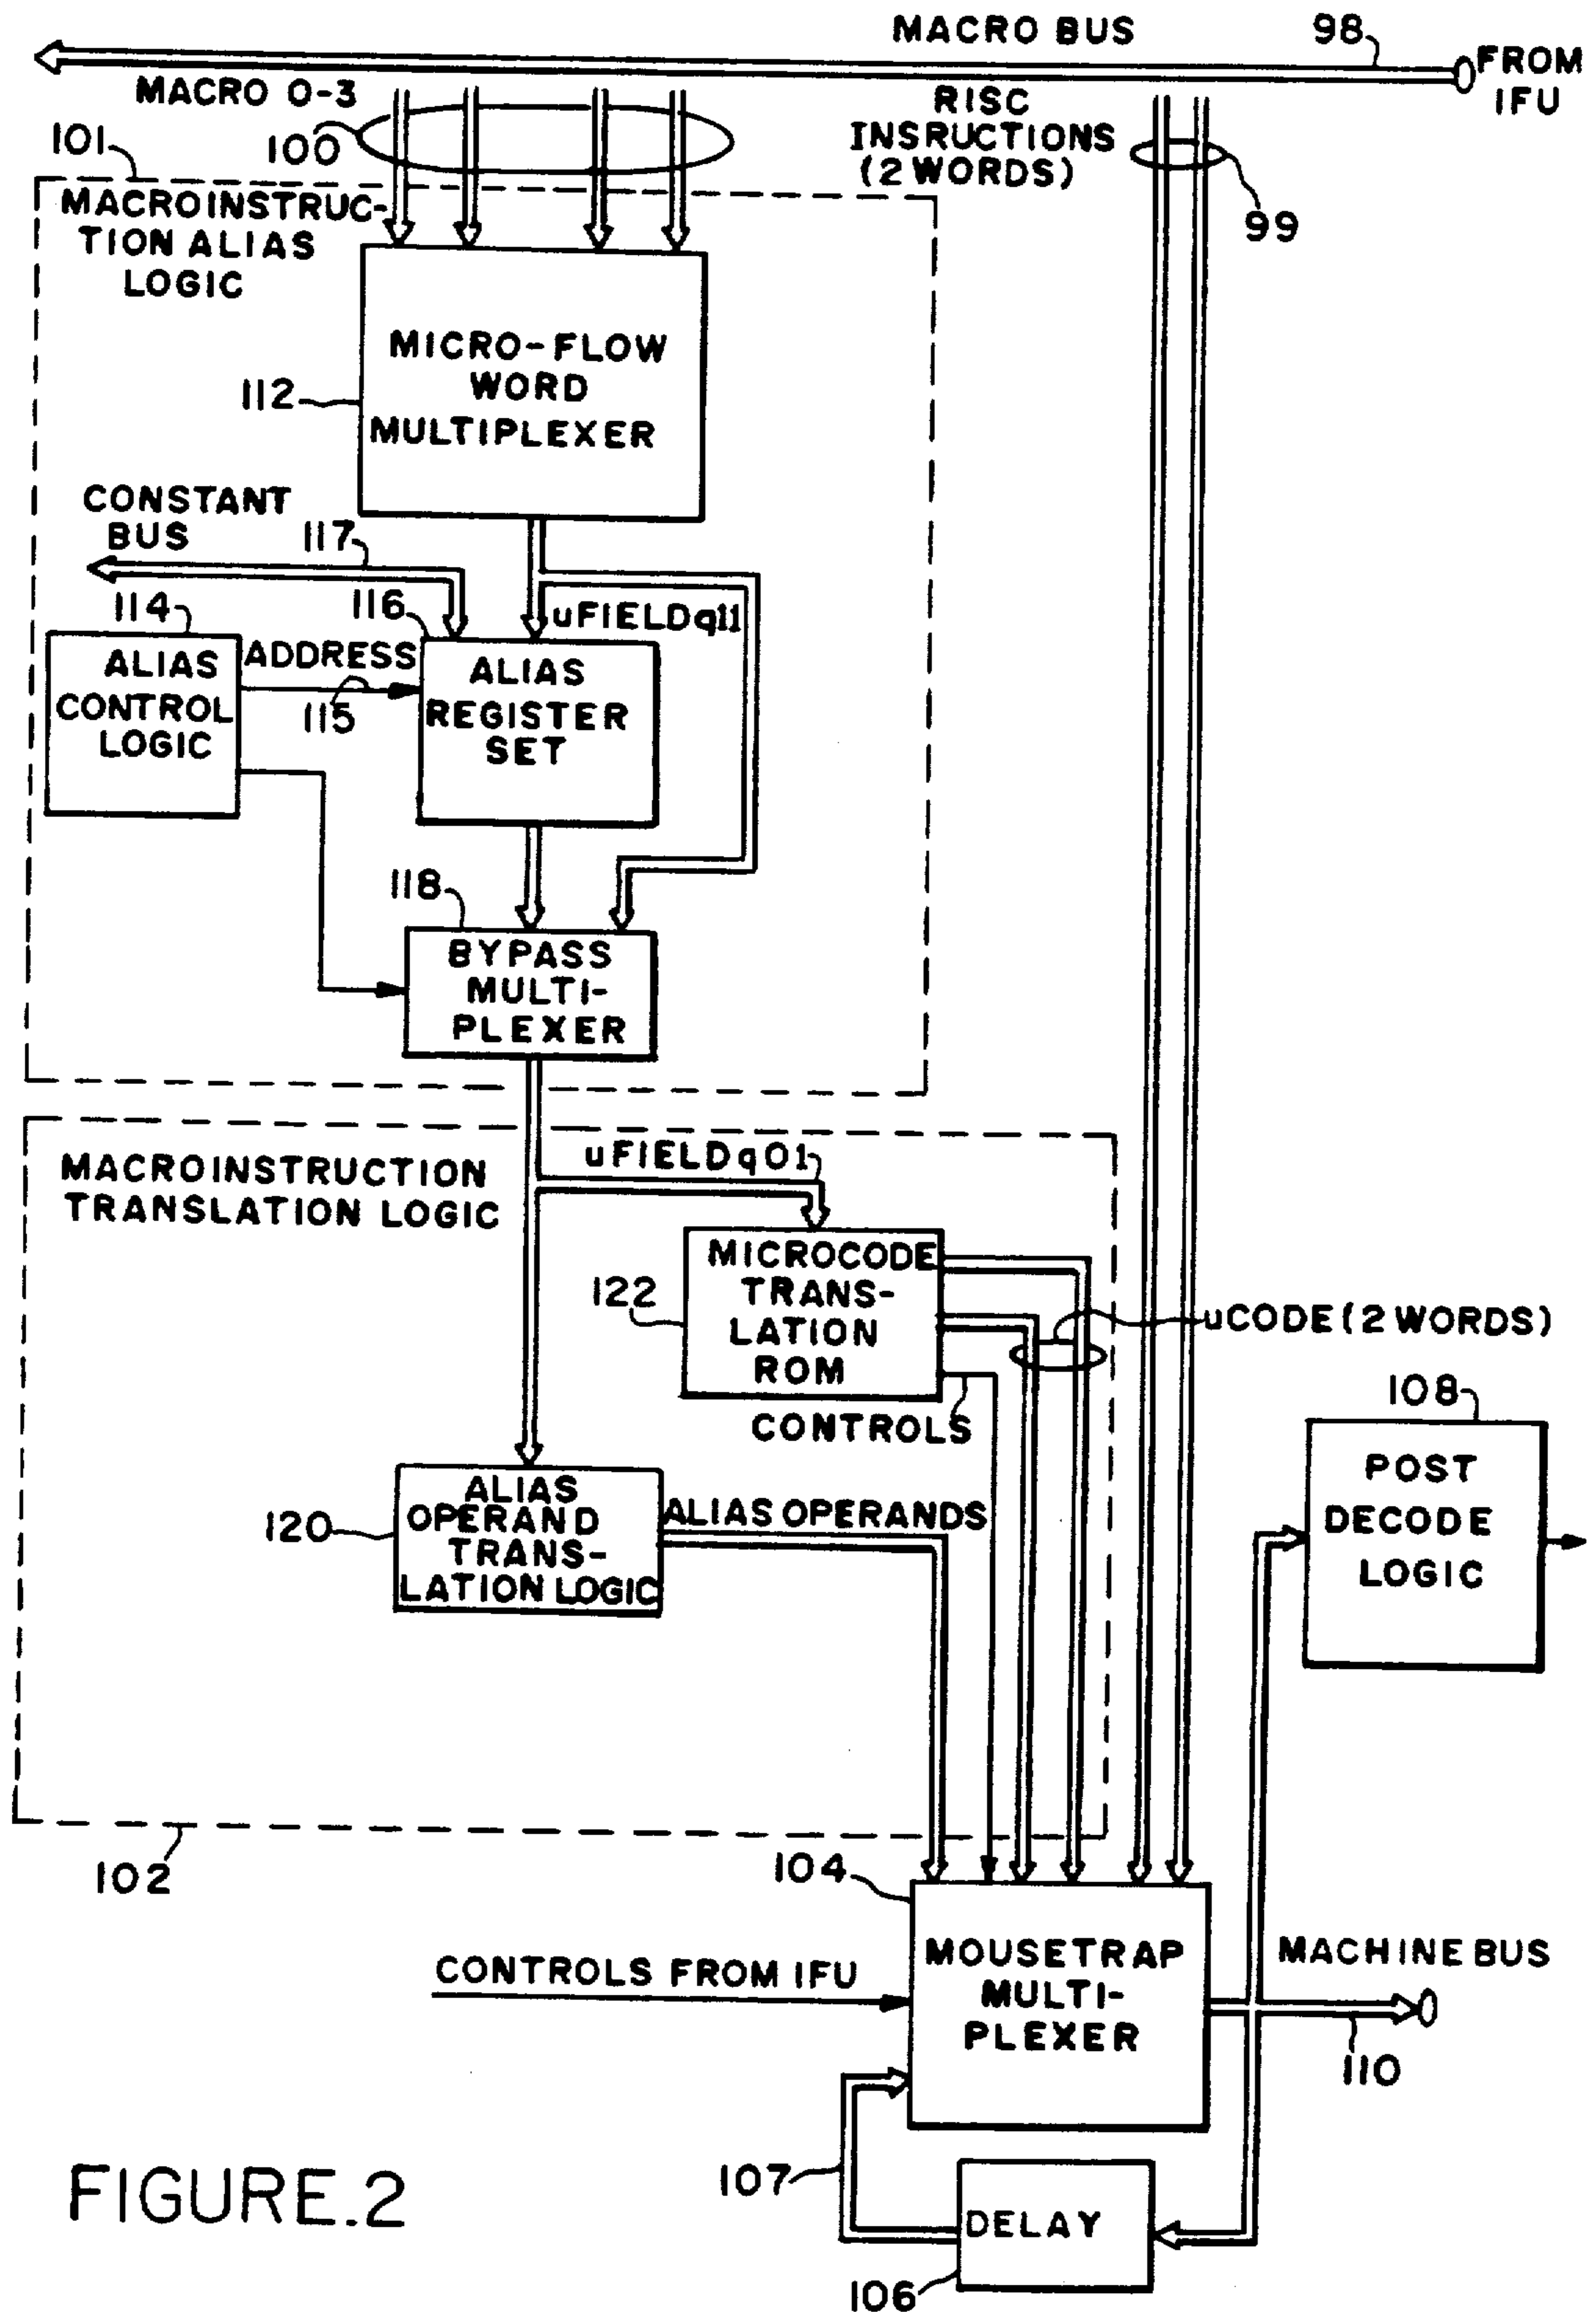 MACRO BUS
98
FROM
IFU
MACRO 0-3
RISC
INSRUCTIONS
(2 WORDS)
100
101
99
MACROINSTRUC-
TION ALIAS
LOGIC
MICRO-FLOW
WORD
MULTIPLEXER
112
CONSTANT
BUS
117
114
116
uFIELDq11
ALIAS
CONTROL
LOGIC
ADDRESS
115
ALIAS
REGISTER
SET
118
BYPASS
MULTI-
PLEXER
uFIELDq01
MACROINSTRUCTION
TRANSLATION LOGIC
122
MICROCODE
TRANS-
LATION
ROM
uCODE (2 WORDS)
CONTROLS
108
POST
DECODE
LOGIC
120
ALIAS
OPERAND
TRANS-
LATION LOGIC
ALIAS OPERANDS
102
104
MOUSETRAP
MULTI-
PLEXER
CONTROLS FROM IFU
MACHINE BUS
110
107
DELAY
106
FIGURE.2